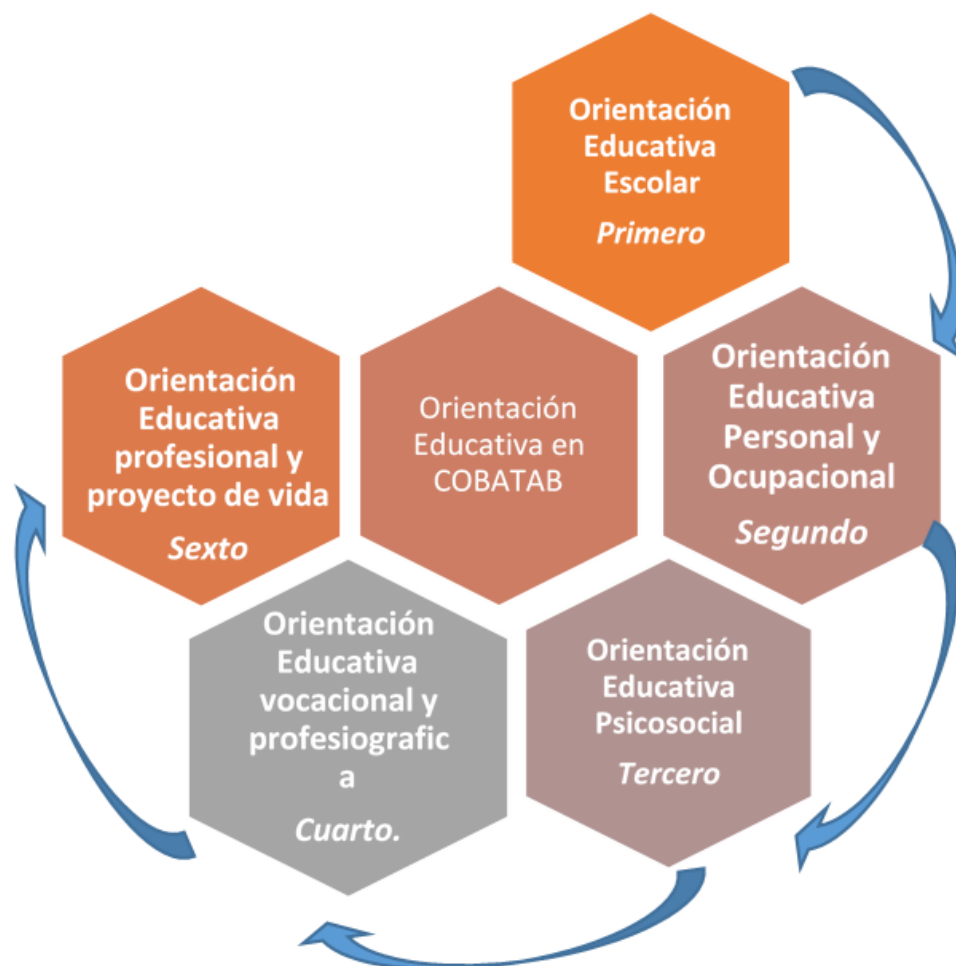 Orientación
Educativa
Escolar
Primero
Orientación
Educativa
Personal y
Ocupacional
Segundo
Orientación
Educativa
Psicosocial
Tercero
Orientación
Educativa
vocacional y
profesiografic
a
Cuarto.
Orientación
Educativa
profesional y
proyecto de vida
Sexto
Orientación
Educativa en
COBATAB